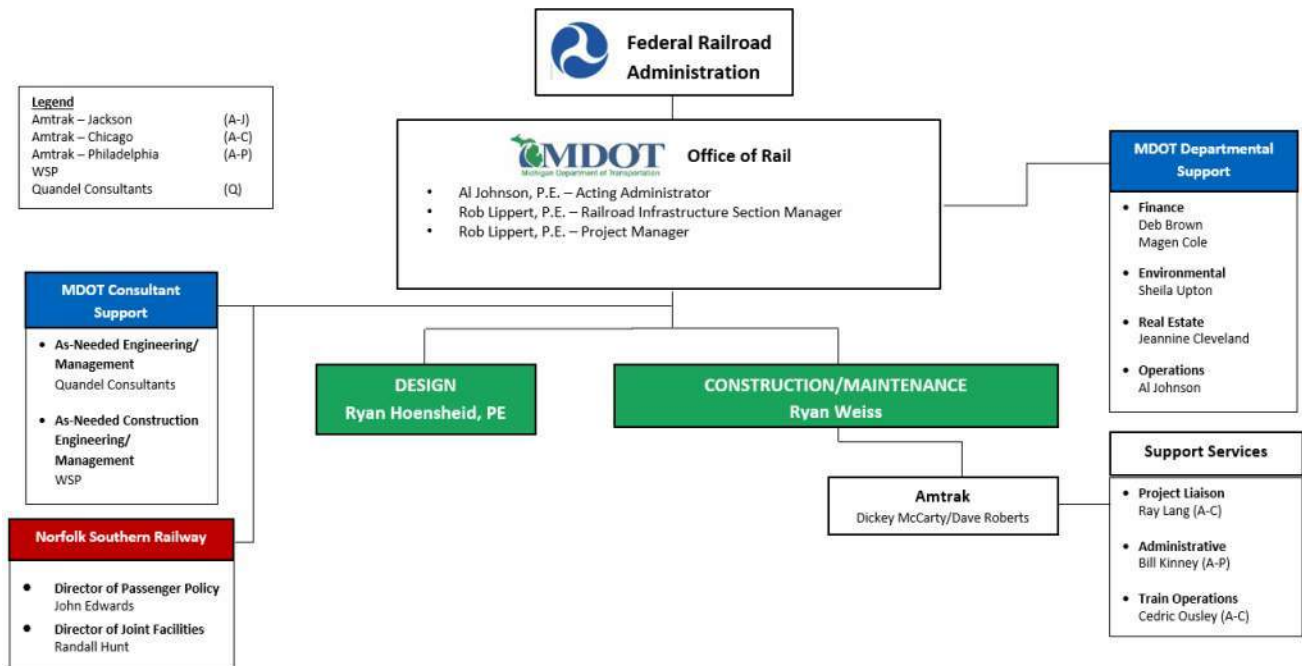 Federal Railroad
Administration
Legend
Amtrak – Jackson (A-J)
Amtrak – Chicago (A-C)
Amtrak – Philadelphia (A-P)
WSP
Quandel Consultants (Q)
MDOT Office of Rail
Michigan Department of Transportation
• Al Johnson, P.E. – Acting Administrator
• Rob Lippert, P.E. – Railroad Infrastructure Section Manager
• Rob Lippert, P.E. – Project Manager
MDOT Departmental
Support
• Finance
Deb Brown
Magen Cole
• Environmental
Sheila Upton
• Real Estate
Jeannine Cleveland
• Operations
Al Johnson
MDOT Consultant
Support
• As-Needed Engineering/
Management
Quandel Consultants
• As-Needed Construction
Engineering/
Management
WSP
DESIGN
Ryan Hoensheid, PE
CONSTRUCTION/MAINTENANCE
Ryan Weiss
Amtrak
Dickey McCarty/Dave Roberts
Support Services
• Project Liaison
Ray Lang (A-C)
• Administrative
Bill Kinney (A-P)
• Train Operations
Cedric Ousley (A-C)
Norfolk Southern Railway
• Director of Passenger Policy
John Edwards
• Director of Joint Facilities
Randall Hunt